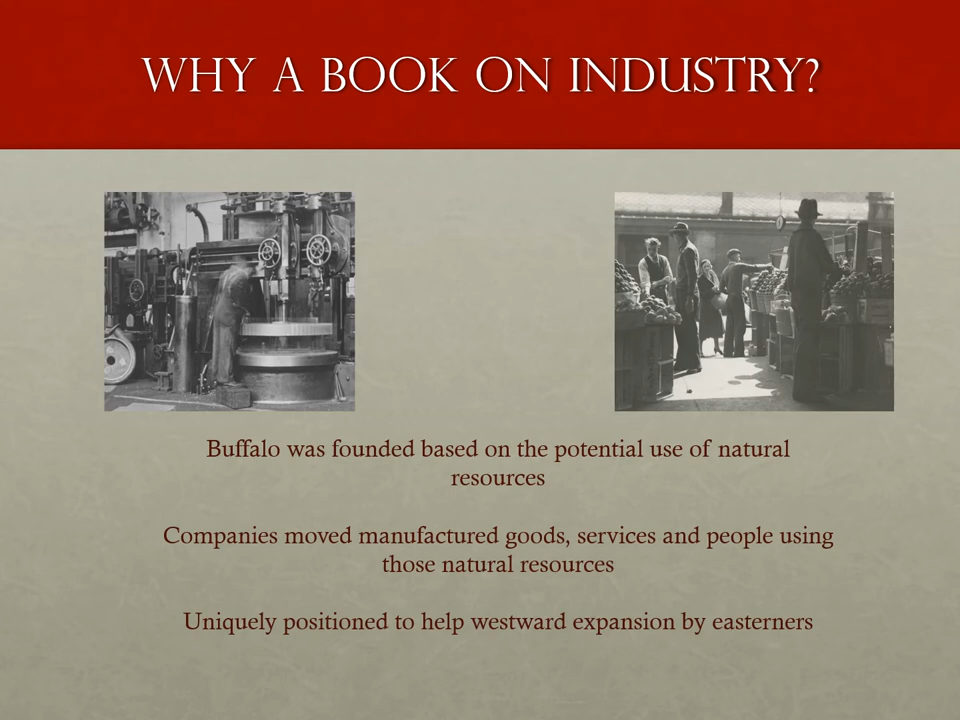 WHY A BOOK ON INDUSTRY?
Buffalo was founded based on the potential use of natural
resources
Companies moved manufactured goods, services and people using
those natural resources
Uniquely positioned to help westward expansion by easterners